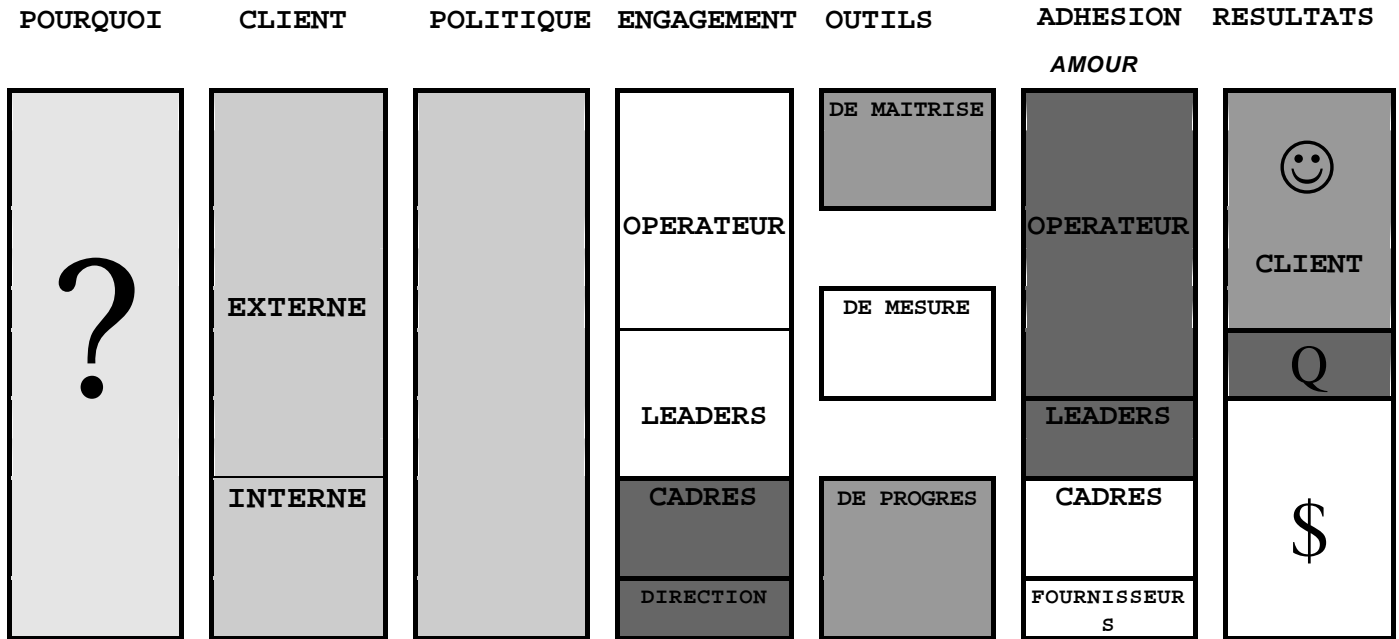 POURQUOI
CLIENT
POLITIQUE
ENGAGEMENT
OUTILS
ADHESION
RESULTATS
AMOUR
?
EXTERNE
INTERNE
OPERATEUR
LEADERS
CADRES
DIRECTION
DE MAITRISE
DE MESURE
DE PROGRES
OPERATEUR
LEADERS
CADRES
FOURNISSEUR
S
CLIENT
Q
$